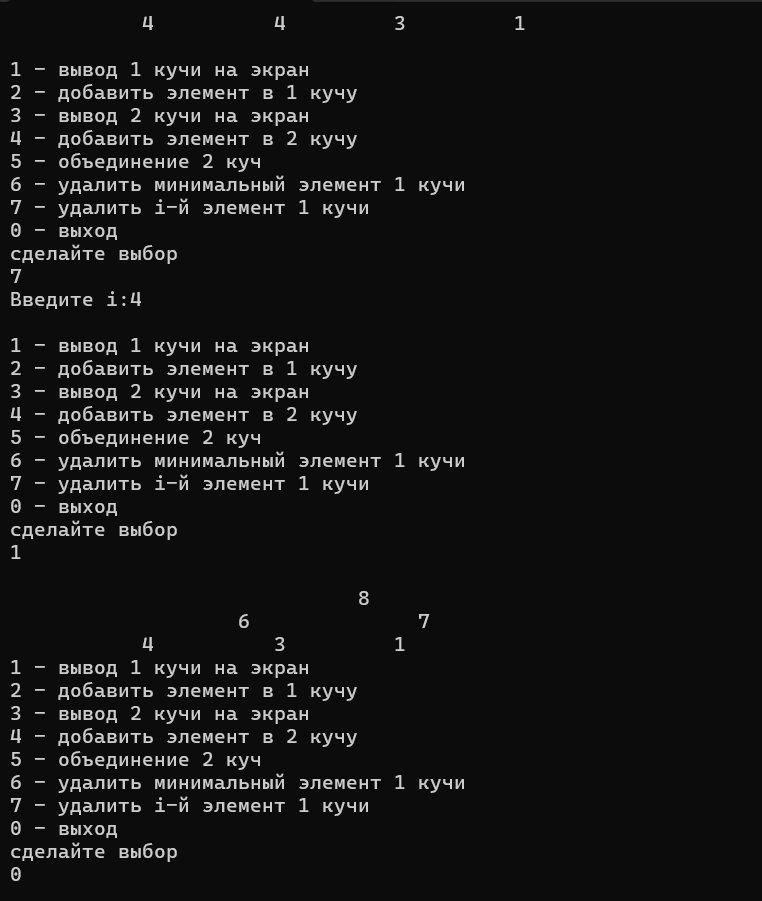 4 4 3 1
1 – вывод 1 кучи на экран
2 – добавить элемент в 1 кучу
3 – вывод 2 кучи на экран
4 – добавить элемент в 2 кучу
5 – объединение 2 куч
6 – удалить минимальный элемент 1 кучи
7 – удалить i-й элемент 1 кучи
0 – выход
сделайте выбор
7
Введите i:4
1 – вывод 1 кучи на экран
2 – добавить элемент в 1 кучу
3 – вывод 2 кучи на экран
4 – добавить элемент в 2 кучу
5 – объединение 2 куч
6 – удалить минимальный элемент 1 кучи
7 – удалить i-й элемент 1 кучи
0 – выход
сделайте выбор
1
8
6 7
4 3 1
1 – вывод 1 кучи на экран
2 – добавить элемент в 1 кучу
3 – вывод 2 кучи на экран
4 – добавить элемент в 2 кучу
5 – объединение 2 куч
6 – удалить минимальный элемент 1 кучи
7 – удалить i-й элемент 1 кучи
0 – выход
сделайте выбор
0